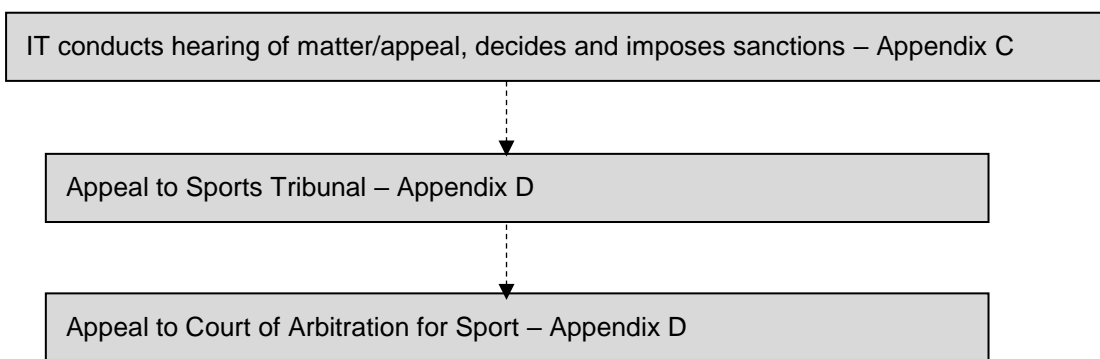 IT conducts hearing of matter/appeal, decides and imposes sanctions – Appendix C
Appeal to Sports Tribunal – Appendix D
Appeal to Court of Arbitration for Sport – Appendix D